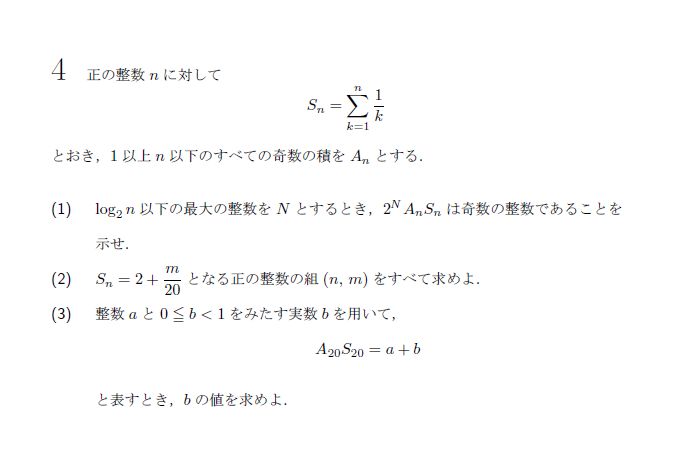 4 正の整数 n に対して
S_n = \sum_{k=1}^{n} \frac{1}{k}
とおき，1 以上 n 以下のすべての奇数の積を A_n とする．
(1) log_2 n 以下の最大の整数を N とするとき，2^N A_n S_n は奇数の整数であることを
示せ．
(2) S_n = 2 + \frac{m}{20} となる正の整数の組 (n, m) をすべて求めよ．
(3) 整数 a と 0 ≦ b < 1 をみたす実数 b を用いて，
A_{20}S_{20} = a + b
と表すとき，b の値を求めよ．